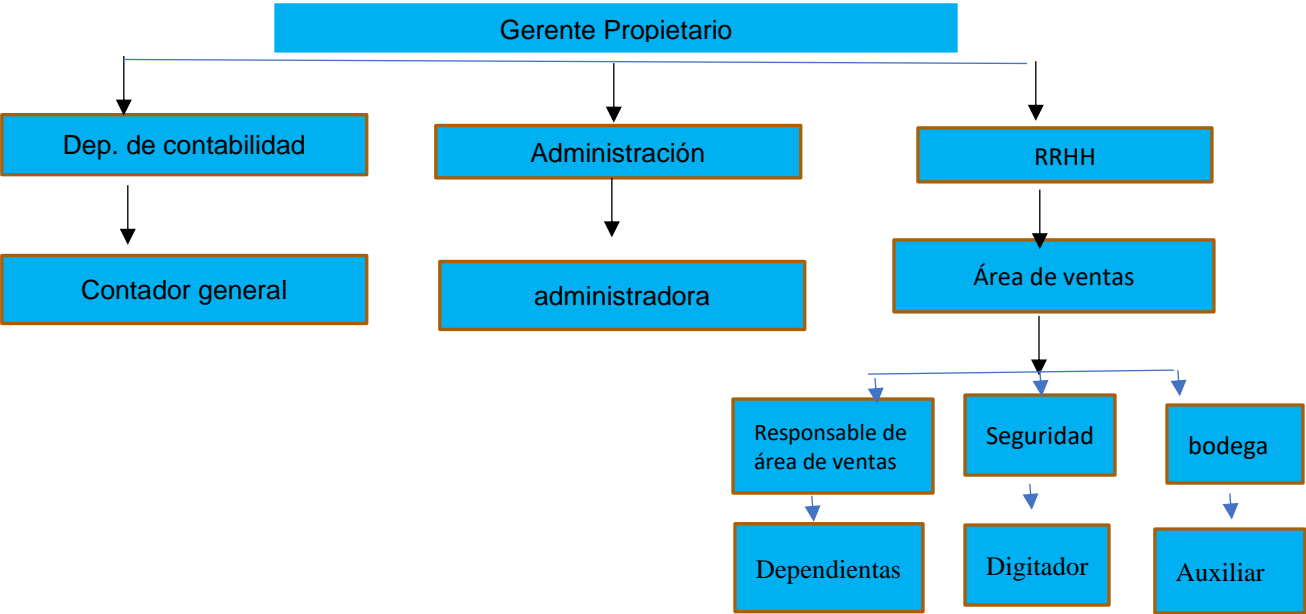 Gerente Propietario
Dep. de contabilidad
Administración
RRHH
Contador general
administradora
Área de ventas
Responsable de
área de ventas
Seguridad
bodega
Dependientas
Digitador
Auxiliar